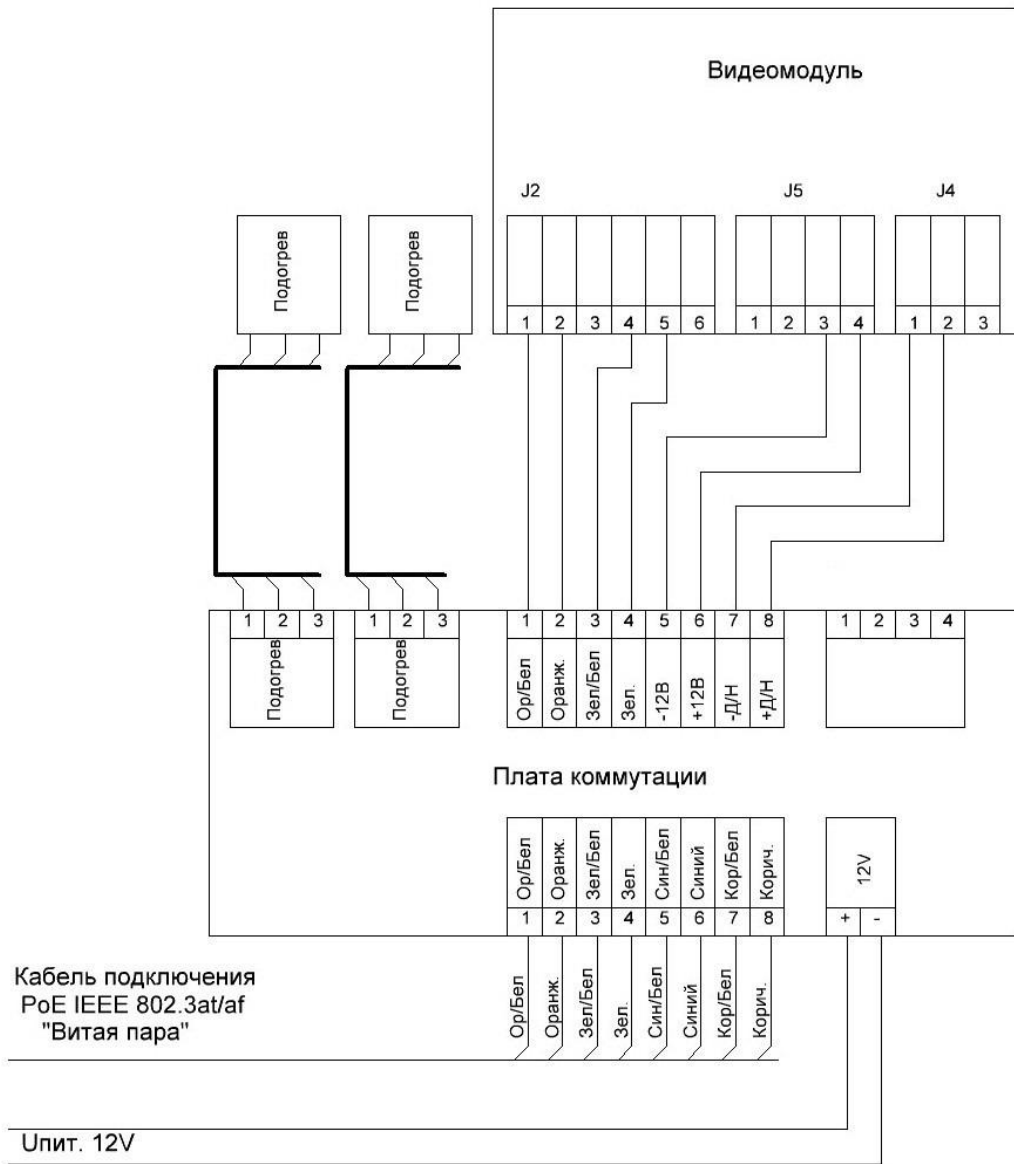 Видеомодуль
J2 J5 J4
Подогрев Подогрев
1 2 3 4 5 6 1 2 3 4 1 2 3
1 2 3 1 2 3 1 2 3 4 5 6 7 8 1 2 3 4
Подогрев Подогрев Ор/Бел Оранж. Зел/Бел Зел. -12В +12В -Д/Н +Д/Н
Плата коммутации
Ор/Бел Оранж. Зел/Бел Зел. Син/Бел Синий Кор/Бел Корич. 12V
1 2 3 4 5 6 7 8 + -
Кабель подключения
PoE IEEE 802.3at/af
"Витая пара"
Ор/Бел Оранж. Зел/Бел Зел. Син/Бел Синий Кор/Бел Корич.
Uпит. 12V